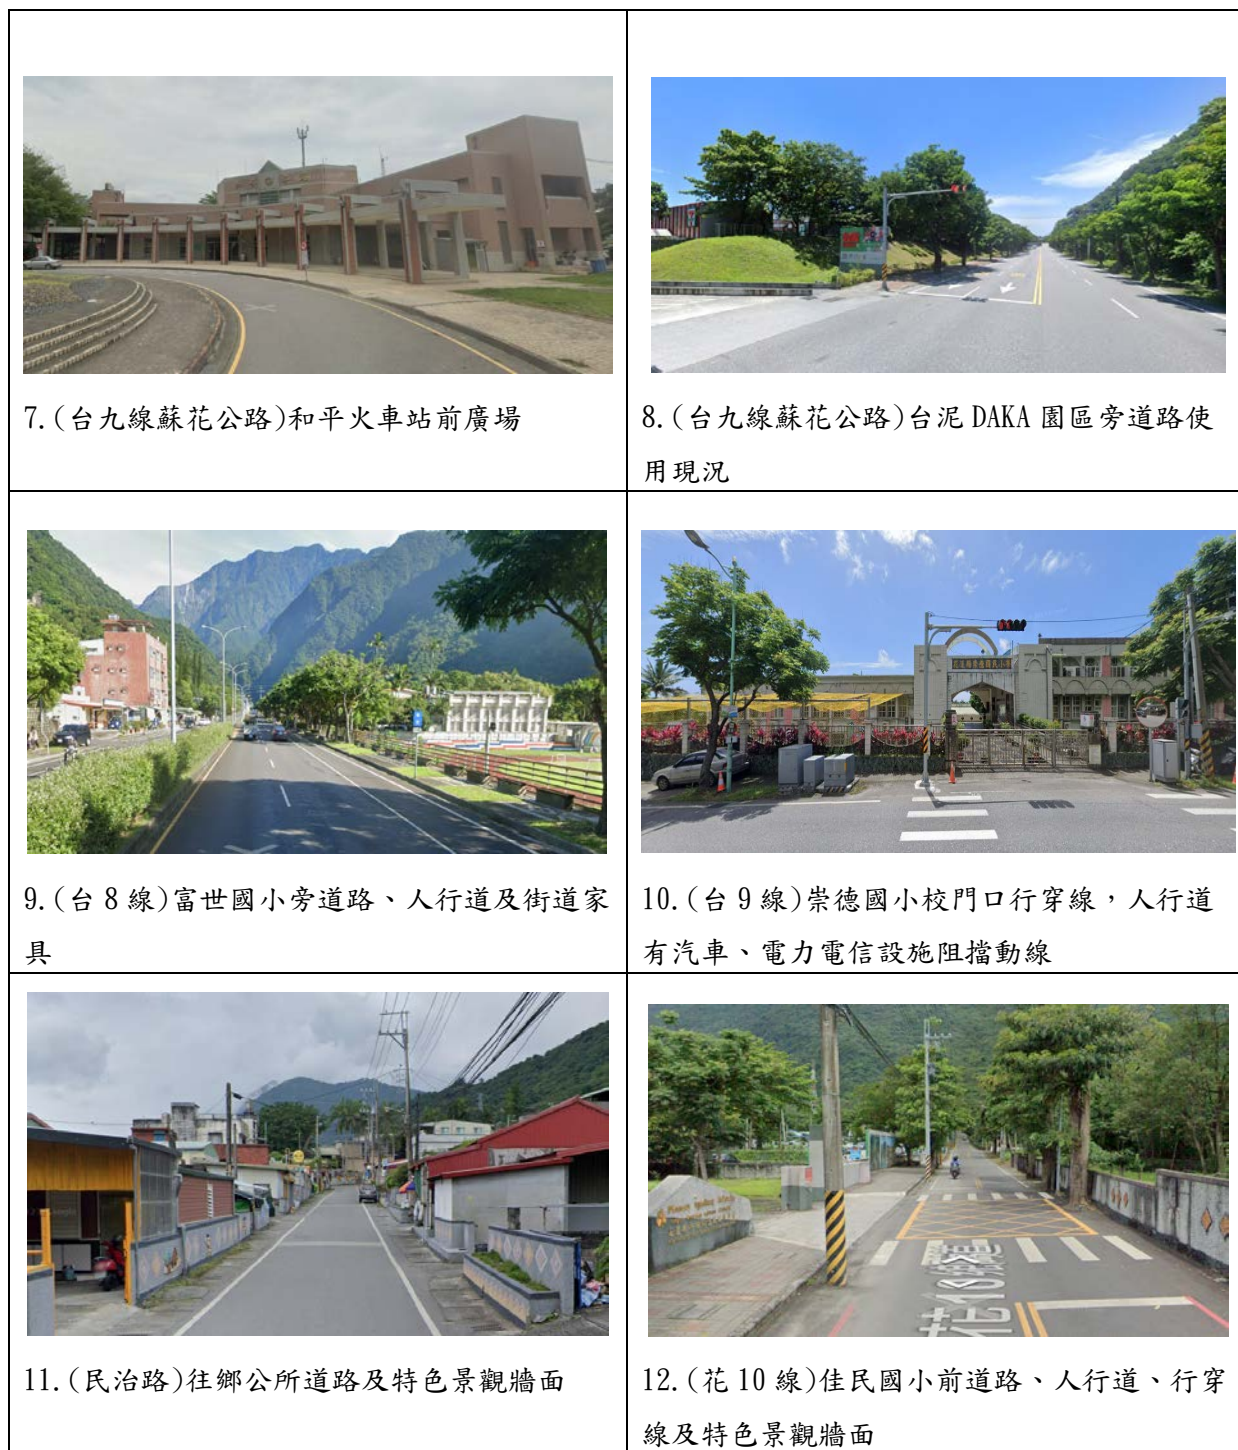 7.(台九線蘇花公路)和平火車站前廣場
8.(台九線蘇花公路)台泥 DAKA 園區旁道路使
用現況
9.(台 8 線)富世國小旁道路、人行道及街道家
具
10.(台 9 線)崇德國小校門口行穿線，人行道
有汽車、電力電信設施阻擋動線
11.(民治路)往鄉公所道路及特色景觀牆面
12.(花 10 線)佳民國小前道路、人行道、行穿
線及特色景觀牆面